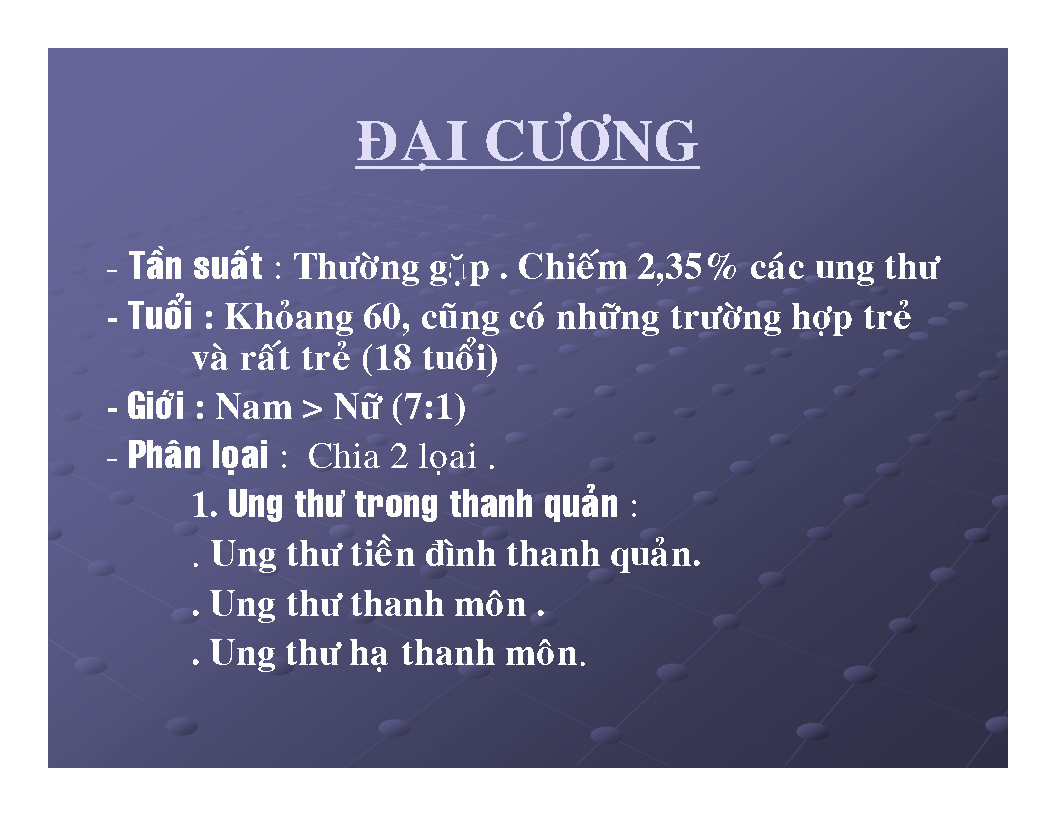 ĐẠI CƯƠNG
- Tần suất : Thường gặp . Chiếm 2,35% các ung thư
- Tuổi : Khỏang 60, cũng có những trường hợp trẻ
và rất trẻ (18 tuổi)
- Giới : Nam > Nữ (7:1)
- Phân lọai : Chia 2 lọai .
1. Ung thư trong thanh quản :
. Ung thư tiền đình thanh quản.
. Ung thư thanh môn .
. Ung thư hạ thanh môn.